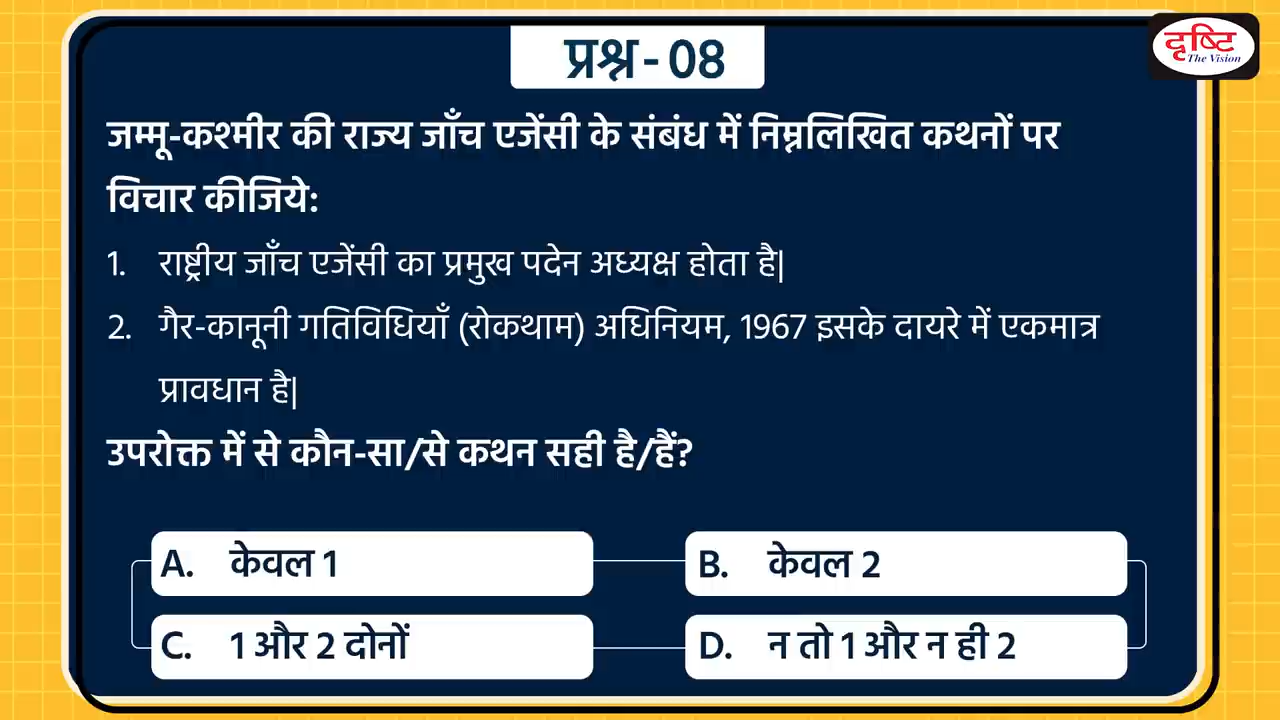 प्रश्न - 08
दृष्टि
The Vision
जम्मू-कश्मीर की राज्य जाँच एजेंसी के संबंध में निम्नलिखित कथनों पर
विचार कीजिये:
1. राष्ट्रीय जाँच एजेंसी का प्रमुख पदेन अध्यक्ष होता है|
2. गैर-कानूनी गतिविधियाँ (रोकथाम) अधिनियम, 1967 इसके दायरे में एकमात्र
प्रावधान है|
उपरोक्त में से कौन-सा/से कथन सही है/हैं?
A. केवल 1
B. केवल 2
C. 1 और 2 दोनों
D. न तो 1 और न ही 2